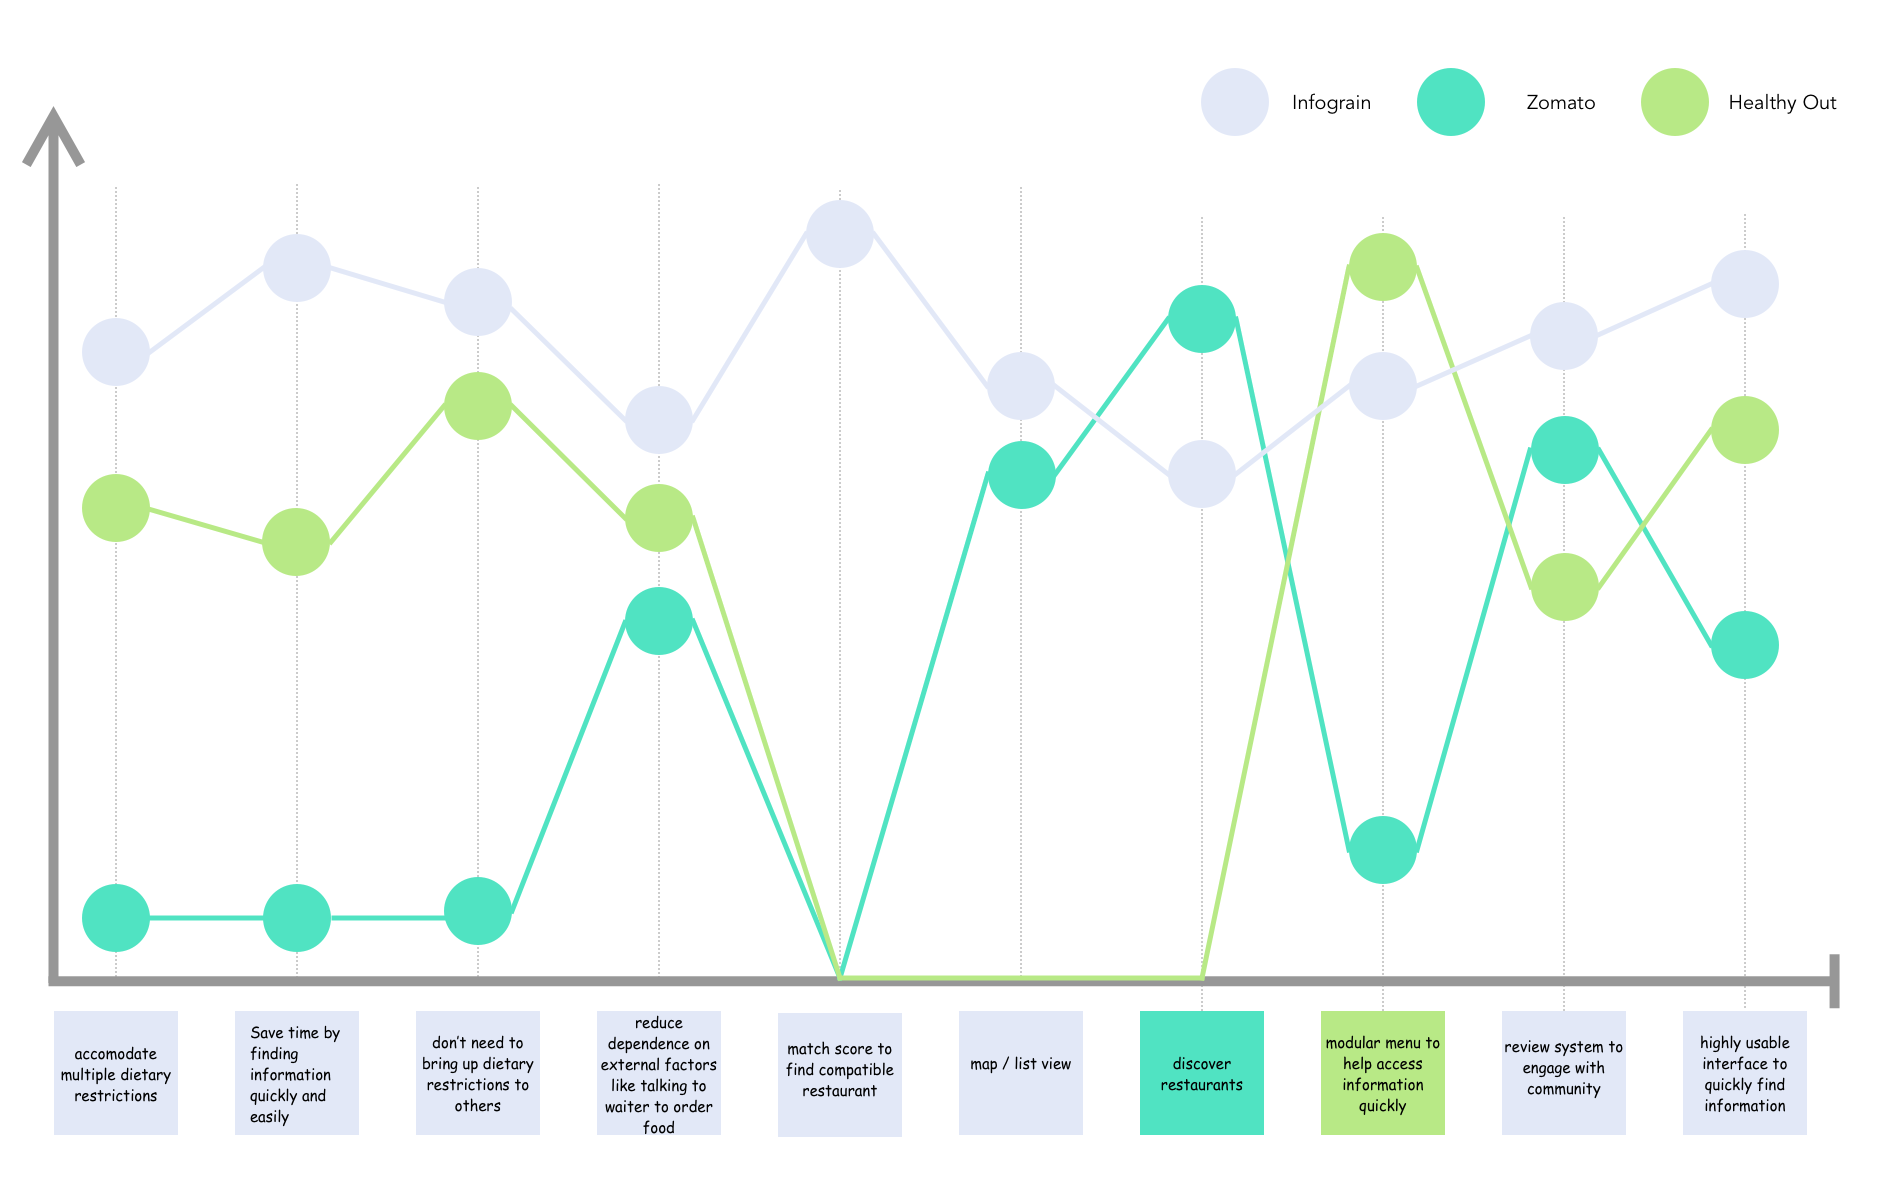 Infograin
Zomato
Healthy Out
accomodate
multiple dietary
restrictions
Save time by
finding
information
quickly and
easily
don't need to
bring up dietary
restrictions to
others
reduce
dependence on
external factors
like talking to
waiter to order
food
match score to
find compatible
restaurant
map / list view
discover
restaurants
modular menu to
help access
information
quickly
review system to
engage with
community
highly usable
interface to
quickly find
information